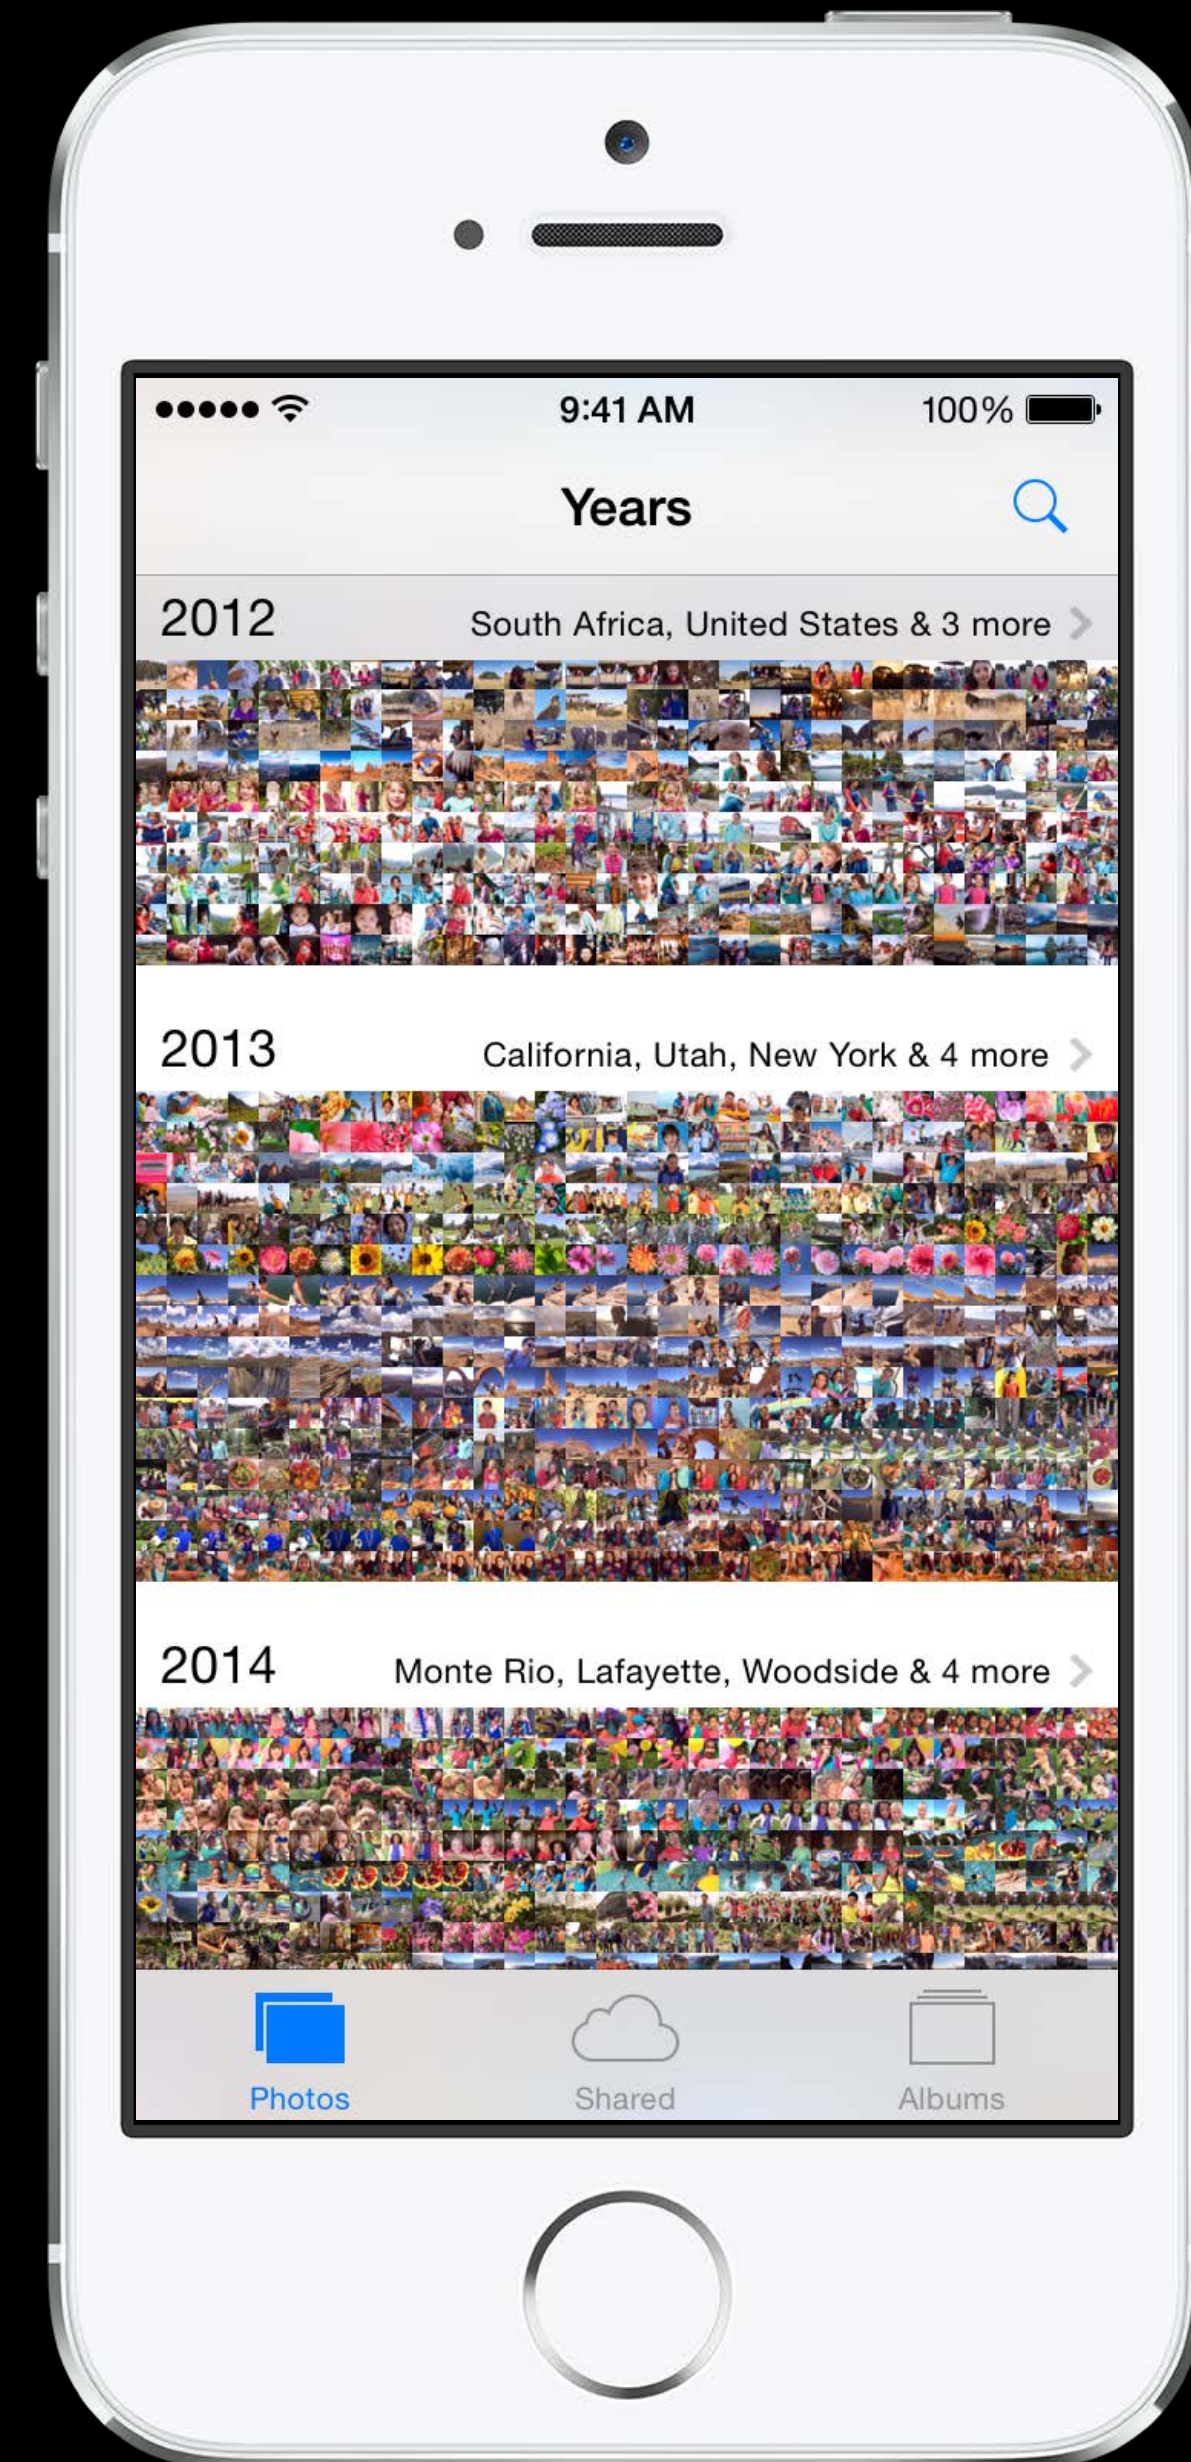 9:41 AM 100%
Years
2012 South Africa, United States & 3 more
2013 California, Utah, New York & 4 more
2014 Monte Rio, Lafayette, Woodside & 4 more
Photos Shared Albums